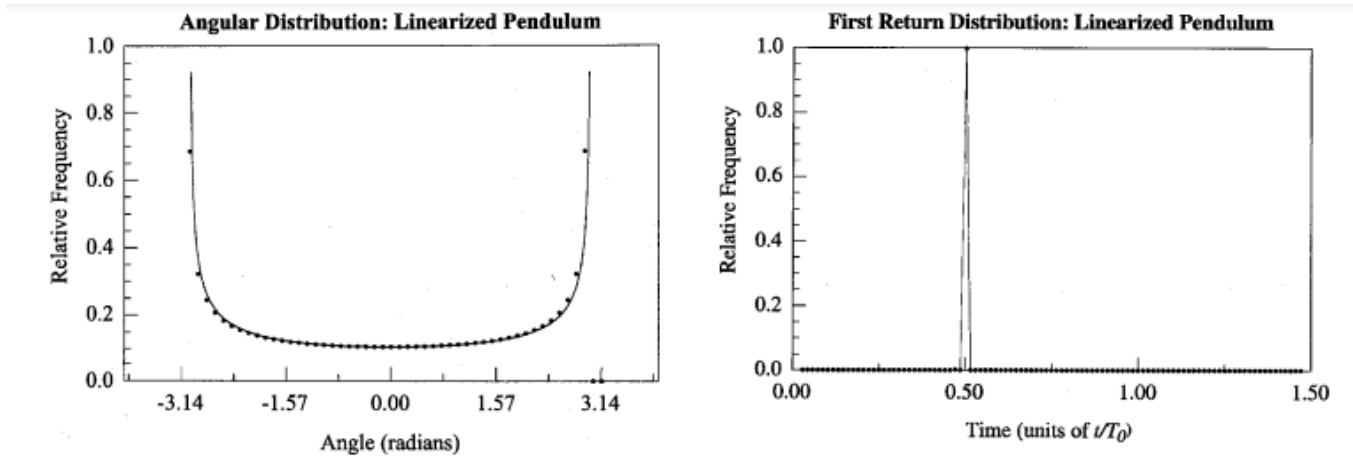 Angular Distribution: Linearized Pendulum
1.0
0.8
0.6
0.4
0.2
0.0
Relative Frequency
-3.14 -1.57 0.00 1.57 3.14
Angle (radians)
First Return Distribution: Linearized Pendulum
1.0
0.8
0.6
0.4
0.2
0.0
Relative Frequency
0.00 0.50 1.00 1.50
Time (units of t/T0)